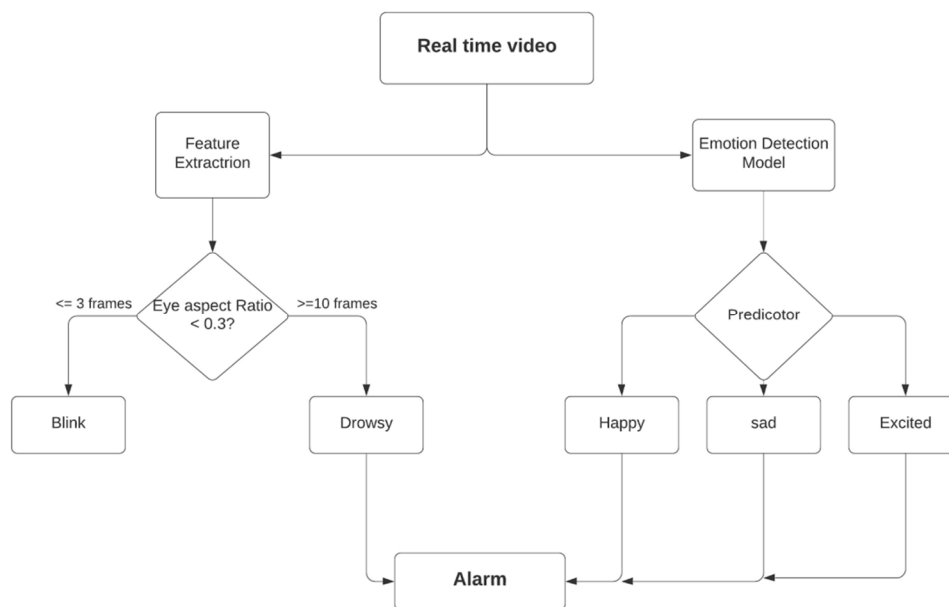 Real time video
Feature
Extractrion
Emotion Detection
Model
<= 3 frames
Eye aspect Ratio
< 0.3?
>=10 frames
Predicotor
Blink
Drowsy
Happy
sad
Excited
Alarm